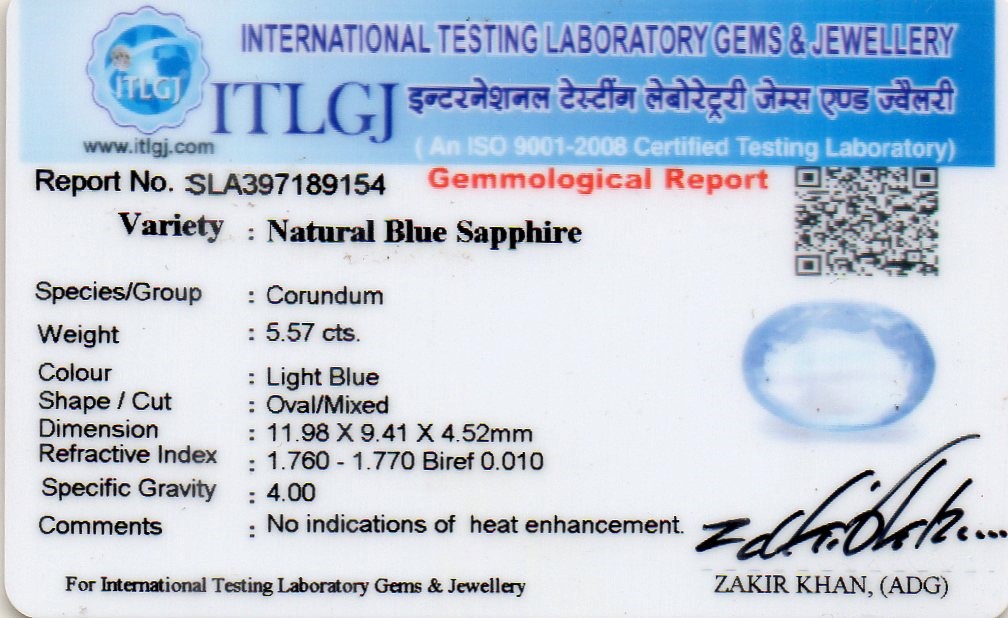 INTERNATIONAL TESTING LABORATORY GEMS & JEWELLERY
ITLGJ
ITLGJ इन्टरनेशनल टेस्टींग लेबोरेट्ररी जेम्स एण्ड ज्वैलरी
www.itlgj.com
( An ISO 9001-2008 Certified Testing Laboratory)
Report No. :SLA397189154 Gemmological Report
Variety : Natural Blue Sapphire
Species/Group : Corundum
Weight : 5.57 cts.
Colour : Light Blue
Shape / Cut : Oval/Mixed
Dimension : 11.98 X 9.41 X 4.52mm
Refractive Index : 1.760 - 1.770 Biref 0.010
Specific Gravity : 4.00
Comments : No indications of heat enhancement.
For International Testing Laboratory Gems & Jewellery
ZAKIR KHAN, (ADG)